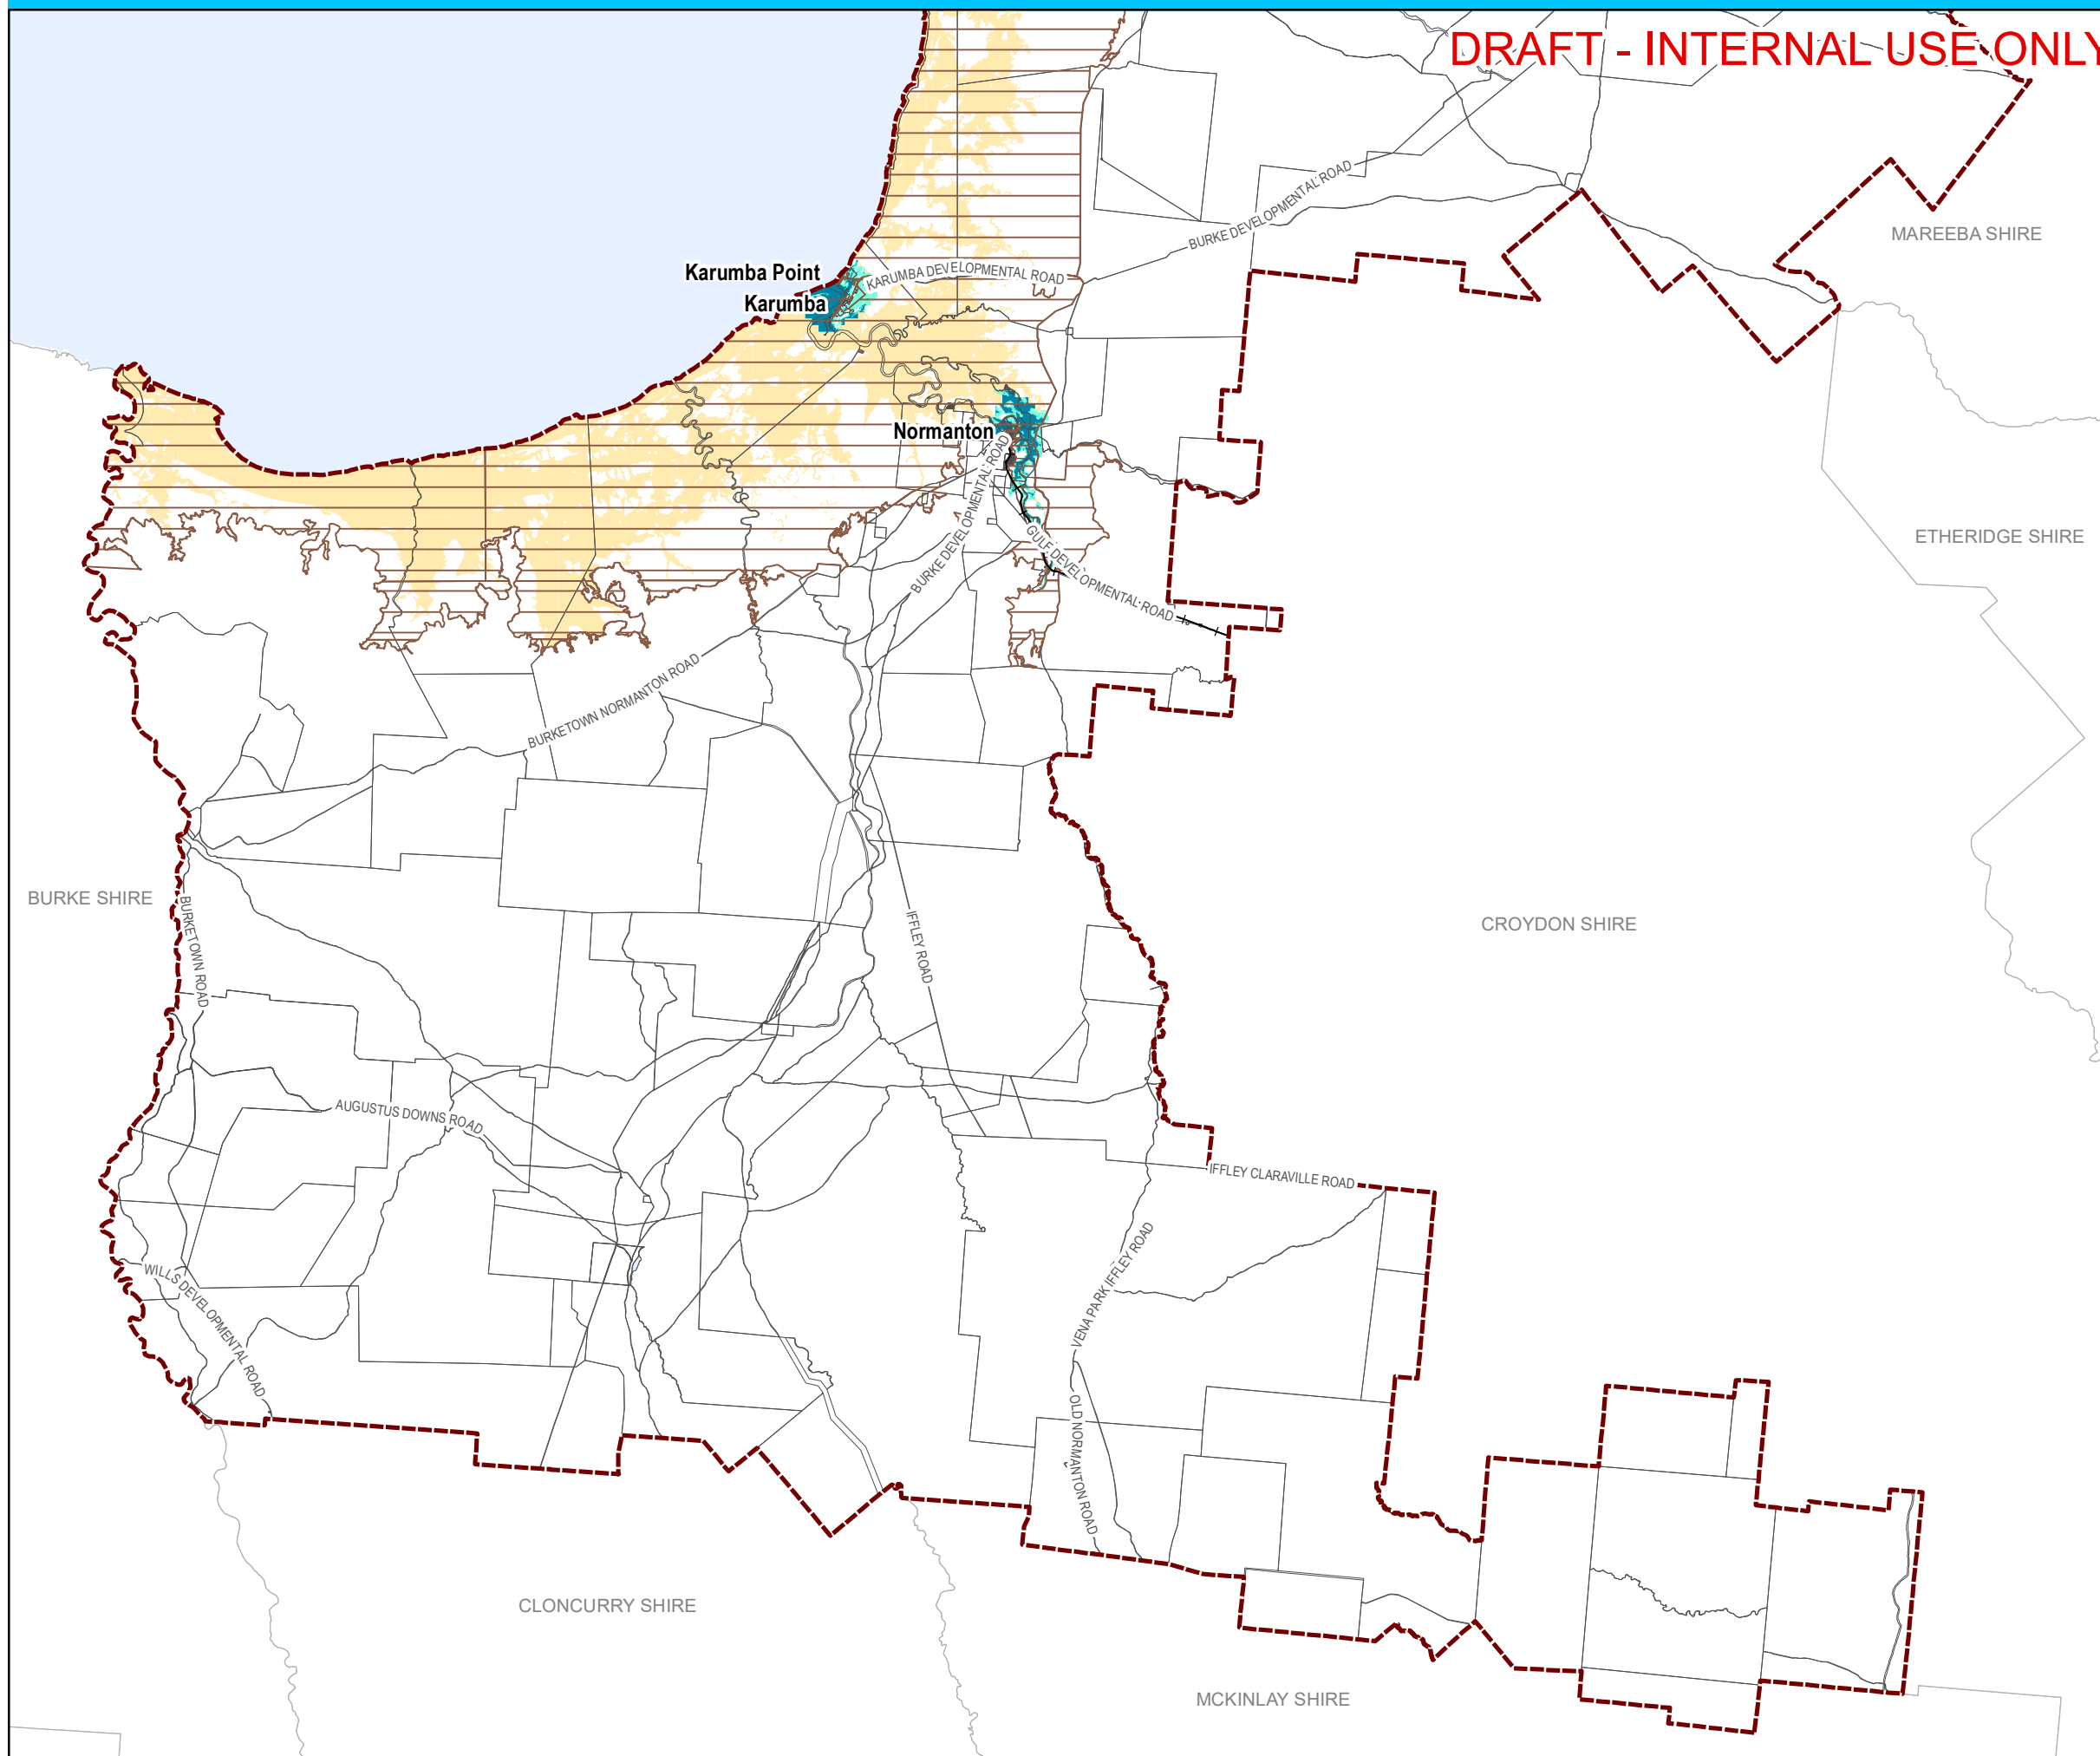 DRAFT - INTERNAL USE ONLY
MAREEBA SHIRE
BURKE DEVELOPMENTAL ROAD
Karumba Point
KARUMBA DEVELOPMENTAL ROAD
Karumba
Normanton
BURKE DEVELOPMENTAL ROAD
GULF DEVELOPMENTAL ROAD
ETHERIDGE SHIRE
BURKETOWN NORMANTON ROAD
BURKE SHIRE
BURKETOWN ROAD
IFFLEY ROAD
CROYDON SHIRE
AUGUSTUS DOWNS ROAD
IFFLEY CLARAVILLE ROAD
VENA PARK IFFLEY ROAD
WILLS DEVELOPMENTAL ROAD
OLD NORMANTON ROAD
CLONCURRY SHIRE
MCKINLAY SHIRE